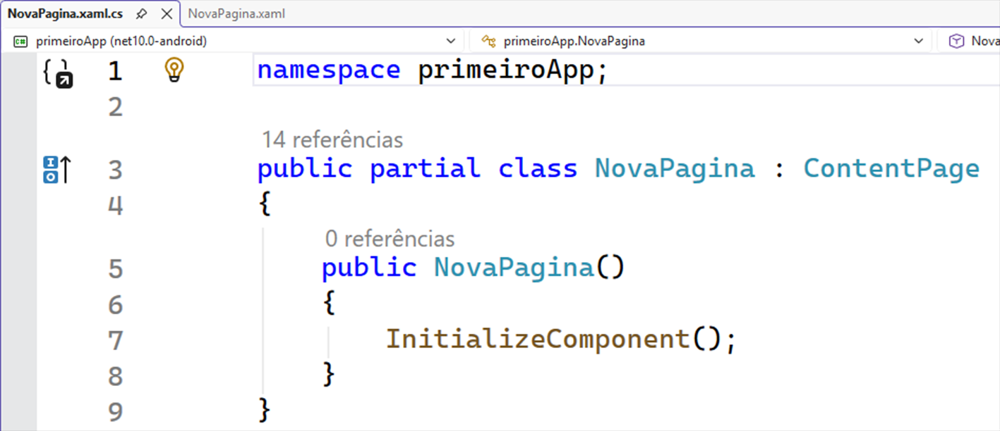 NovaPagina.xaml.cs NovaPagina.xaml
C# primeiroApp (net10.0-android) primeiroApp.NovaPagina Nova
1 namespace primeiroApp;
2
14 referências
3 public partial class NovaPagina : ContentPage
4 {
0 referências
5 public NovaPagina()
6 {
7 InitializeComponent();
8 }
9 }